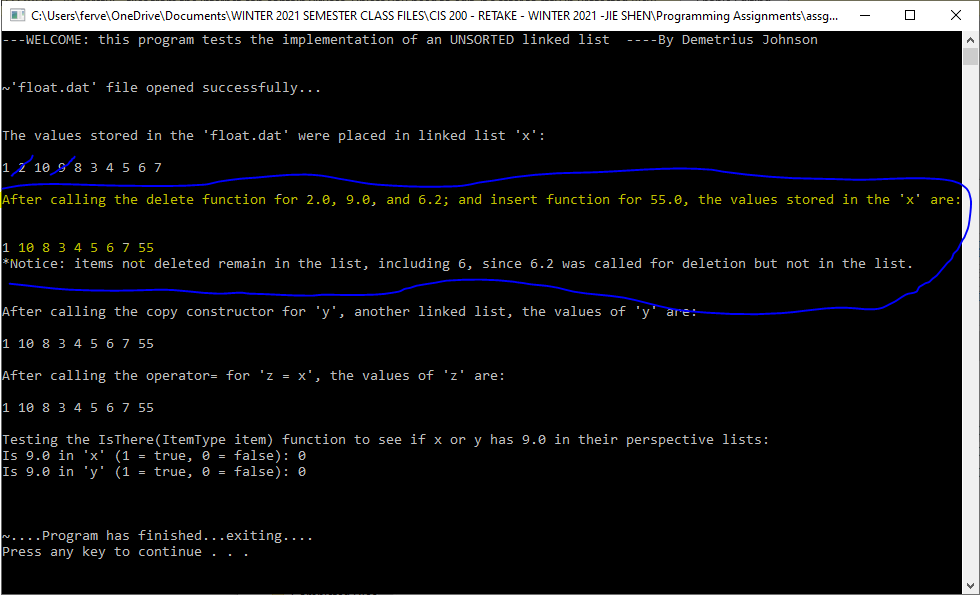 C:\Users\ferve\OneDrive\Documents\WINTER 2021 SEMESTER CLASS FILES\CIS 200 - RETAKE - WINTER 2021 -JIE SHEN\Programming Assignments\assg...
---WELCOME: this program tests the implementation of an UNSORTED linked list  ----By Demetrius Johnson
~'float.dat' file opened successfully...
The values stored in the 'float.dat' were placed in linked list 'x':
1 2 10 9 8 3 4 5 6 7
After calling the delete function for 2.0, 9.0, and 6.2; and insert function for 55.0, the values stored in the 'x' are:
1 10 8 3 4 5 6 7 55
*Notice: items not deleted remain in the list, including 6, since 6.2 was called for deletion but not in the list.
After calling the copy constructor for 'y', another linked list, the values of 'y' are:
1 10 8 3 4 5 6 7 55
After calling the operator= for 'z = x', the values of 'z' are:
1 10 8 3 4 5 6 7 55
Testing the IsThere(ItemType item) function to see if x or y has 9.0 in their perspective lists:
Is 9.0 in 'x' (1 = true, 0 = false): 0
Is 9.0 in 'y' (1 = true, 0 = false): 0
~....Program has finished...exiting....
Press any key to continue . . .